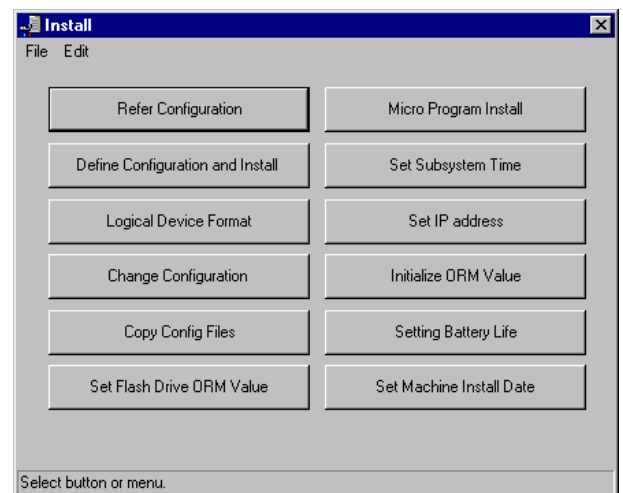 Install
File Edit
Refer Configuration
Micro Program Install
Define Configuration and Install
Set Subsystem Time
Logical Device Format
Set IP address
Change Configuration
Initialize ORM Value
Copy Config Files
Setting Battery Life
Set Flash Drive ORM Value
Set Machine Install Date
Select button or menu.